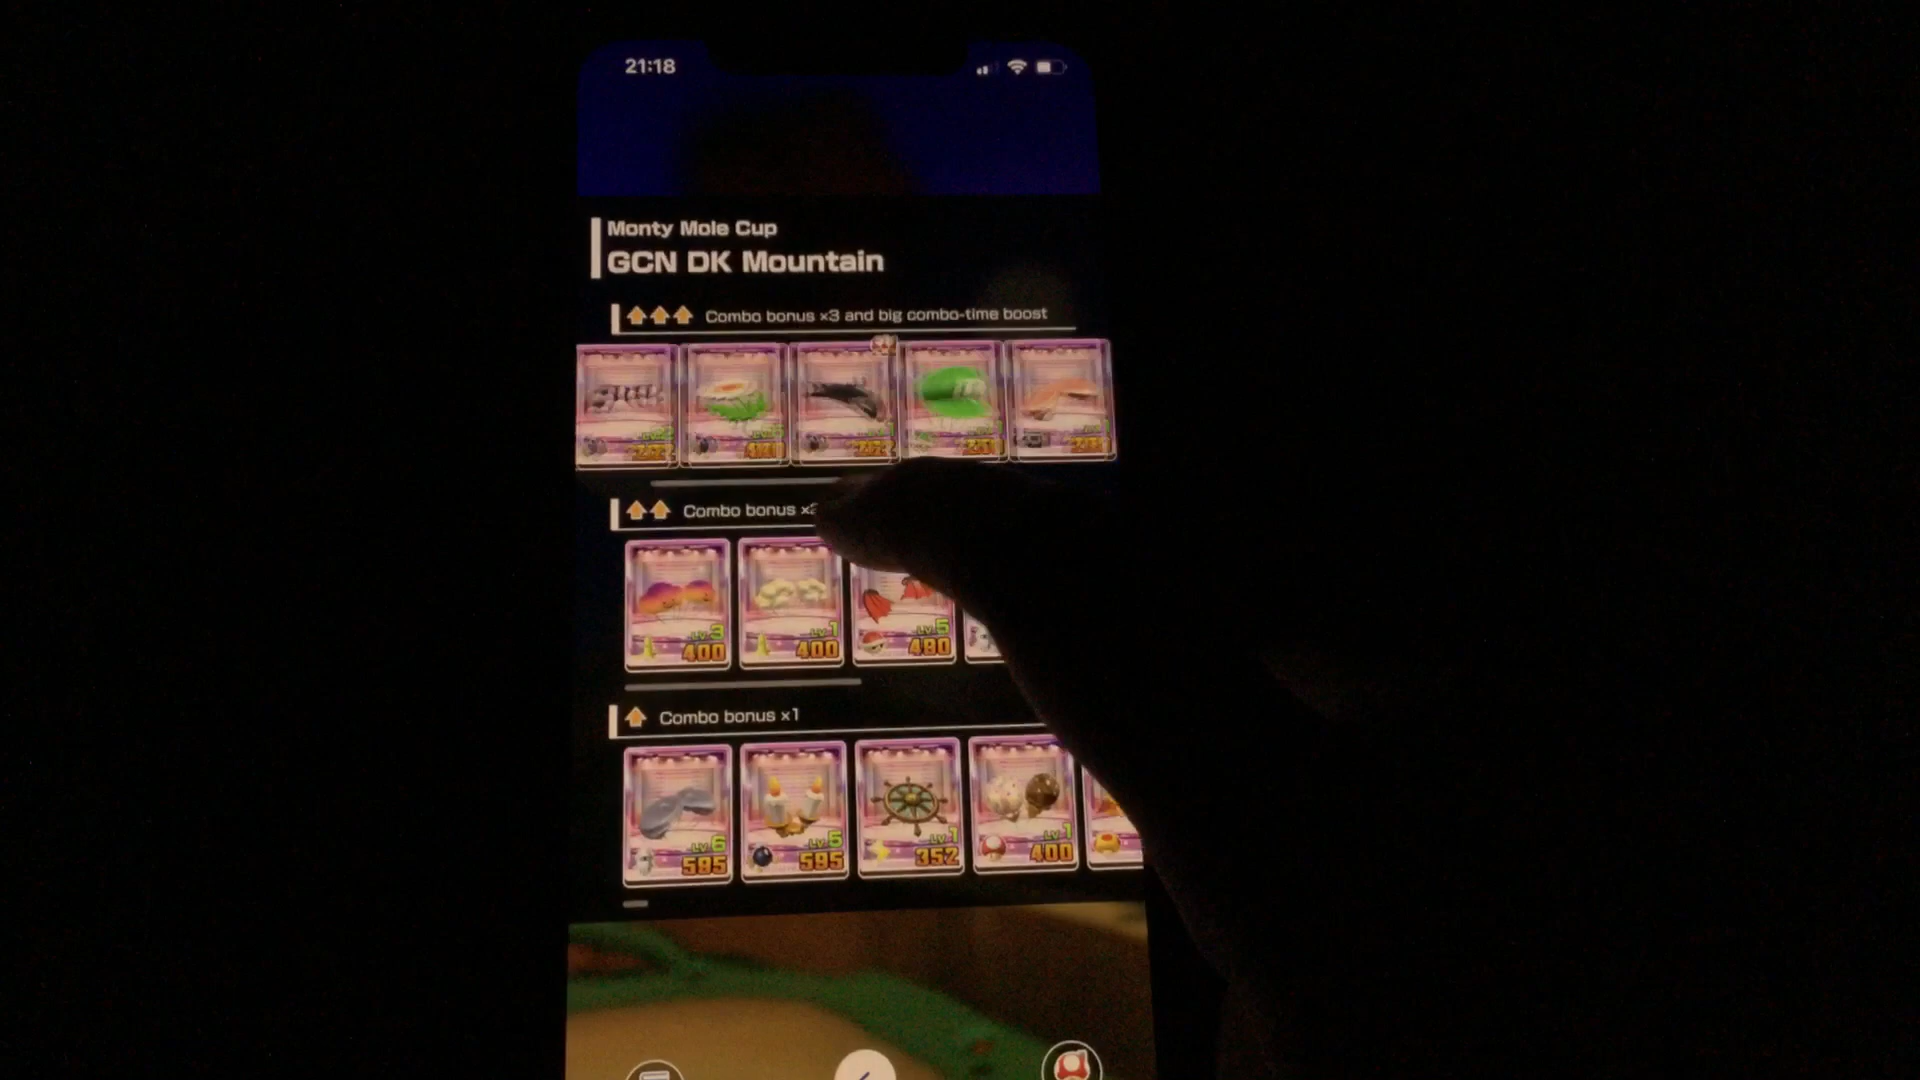 21:18
Monty Mole Cup
GCN DK Mountain
Combo bonus ×3 and big combo-time boost
Combo bonus
Lv.3 Lv.1 Lv.5
400 400 490
Combo bonus ×1
Lv.6 Lv.5 Lv.1 Lv.1
595 595 352 400